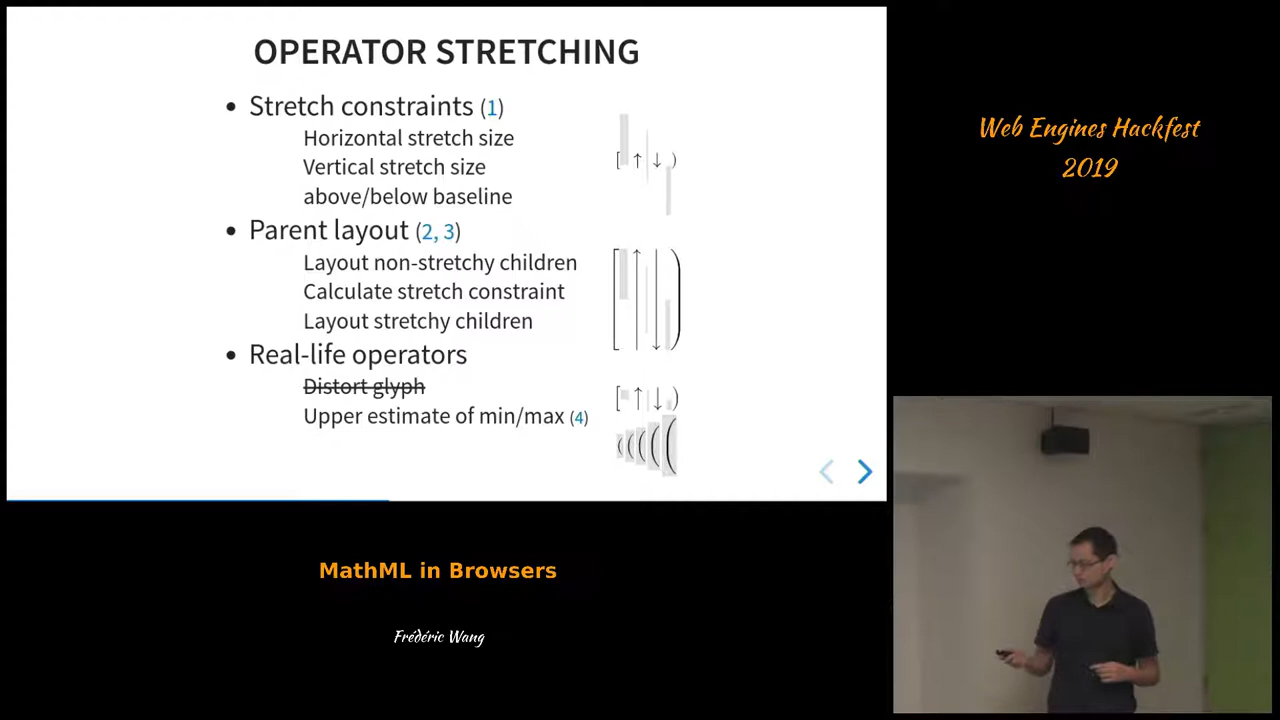 OPERATOR STRETCHING
• Stretch constraints (1)
Horizontal stretch size
Vertical stretch size
above/below baseline
[ ↑ ↓ )
• Parent layout (2, 3)
Layout non-stretchy children
Calculate stretch constraint
Layout stretchy children
[ ↑ ↓ )
• Real-life operators
Distort glyph
Upper estimate of min/max (4)
[ ↑ ↓ )
( ( ( ( (
Web Engines Hackfest
2019
MathML in Browsers
Frédéric Wang